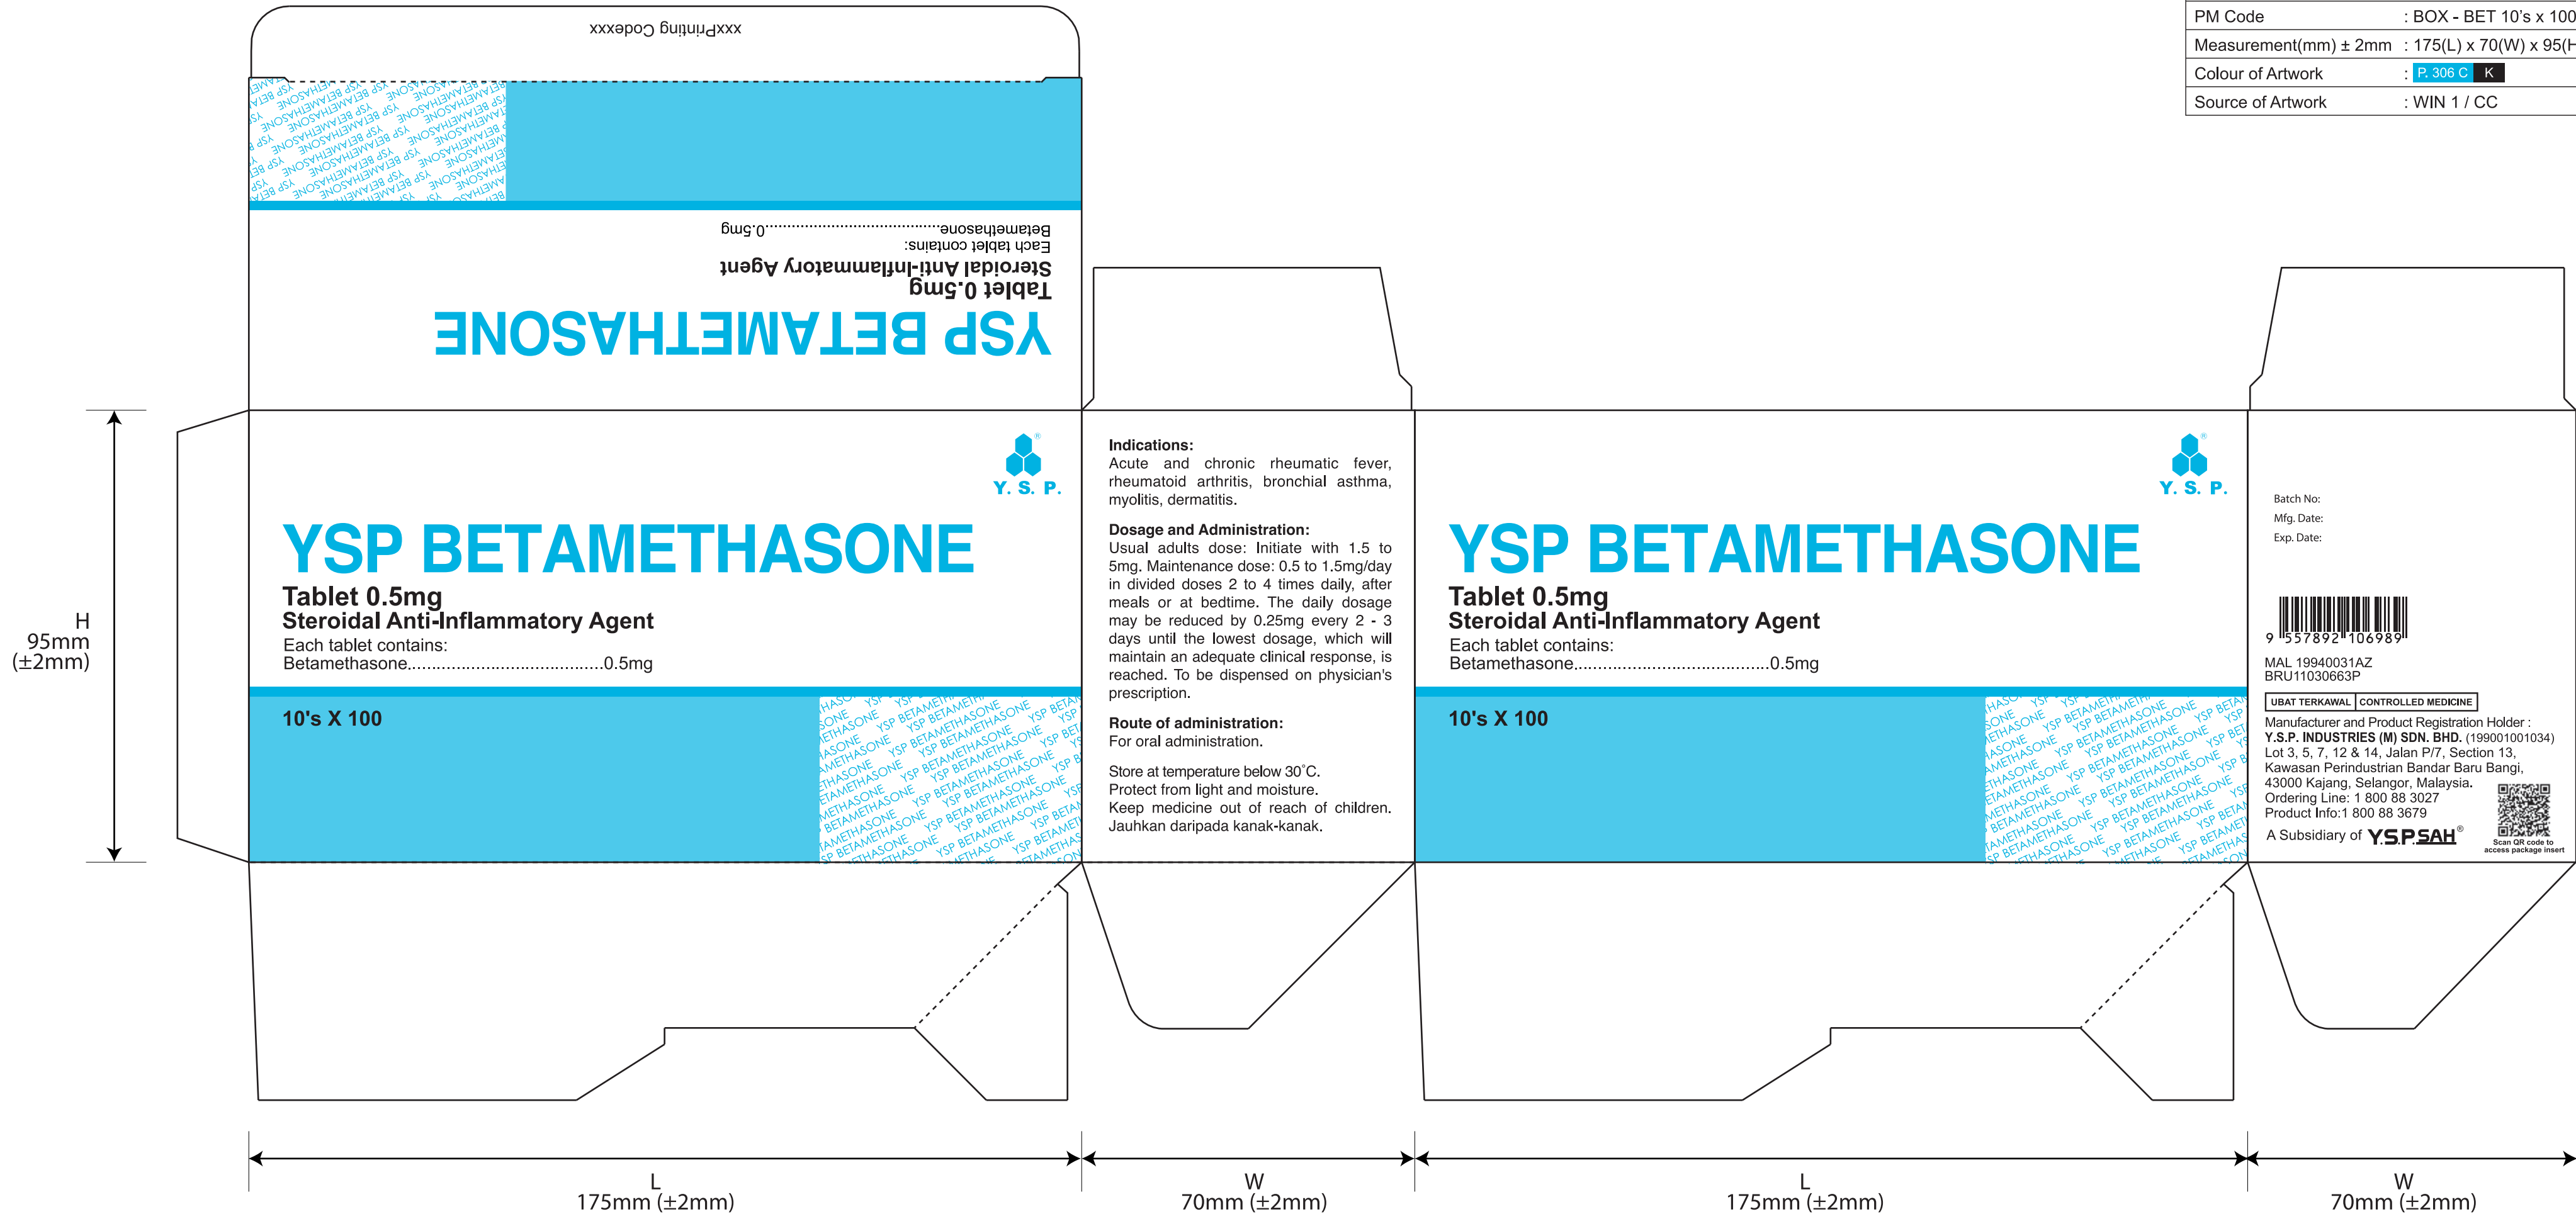 PM Code : BOX - BET 10's x 100
Measurement(mm) ± 2mm : 175(L) x 70(W) x 95(H
Colour of Artwork : P. 306 C K
Source of Artwork : WIN 1 / CC
xxxPrinting Codexxx
YSP BETAMETHASONE
Tablet 0.5mg
Steroidal Anti-Inflammatory Agent
Each tablet contains:
Betamethasone.....................................0.5mg
H
95mm
(±2mm)
®
Y. S. P.
YSP BETAMETHASONE
Tablet 0.5mg
Steroidal Anti-Inflammatory Agent
Each tablet contains:
Betamethasone........................................0.5mg
10's X 100
YSP BETAMETHASONE
Indications:
Acute and chronic rheumatic fever,
rheumatoid arthritis, bronchial asthma,
myolitis, dermatitis.
Dosage and Administration:
Usual adults dose: Initiate with 1.5 to
5mg. Maintenance dose: 0.5 to 1.5mg/day
in divided doses 2 to 4 times daily, after
meals or at bedtime. The daily dosage
may be reduced by 0.25mg every 2 - 3
days until the lowest dosage, which will
maintain an adequate clinical response, is
reached. To be dispensed on physician's
prescription.
Route of administration:
For oral administration.
Store at temperature below 30˚C.
Protect from light and moisture.
Keep medicine out of reach of children.
Jauhkan daripada kanak-kanak.
®
Y. S. P.
YSP BETAMETHASONE
Tablet 0.5mg
Steroidal Anti-Inflammatory Agent
Each tablet contains:
Betamethasone........................................0.5mg
10's X 100
YSP BETAMETHASONE
Batch No:
Mfg. Date:
Exp. Date:
9 557892 106989
MAL 19940031AZ
BRU11030663P
UBAT TERKAWAL CONTROLLED MEDICINE
Manufacturer and Product Registration Holder :
Y.S.P. INDUSTRIES (M) SDN. BHD. (199001001034)
Lot 3, 5, 7, 12 & 14, Jalan P/7, Section 13,
Kawasan Perindustrian Bandar Baru Bangi,
43000 Kajang, Selangor, Malaysia.
Ordering Line: 1 800 88 3027
Product Info:1 800 88 3679
A Subsidiary of Y.S.P.SAH®
Scan QR code to
access package insert
L
175mm (±2mm)
W
70mm (±2mm)
L
175mm (±2mm)
W
70mm (±2mm)